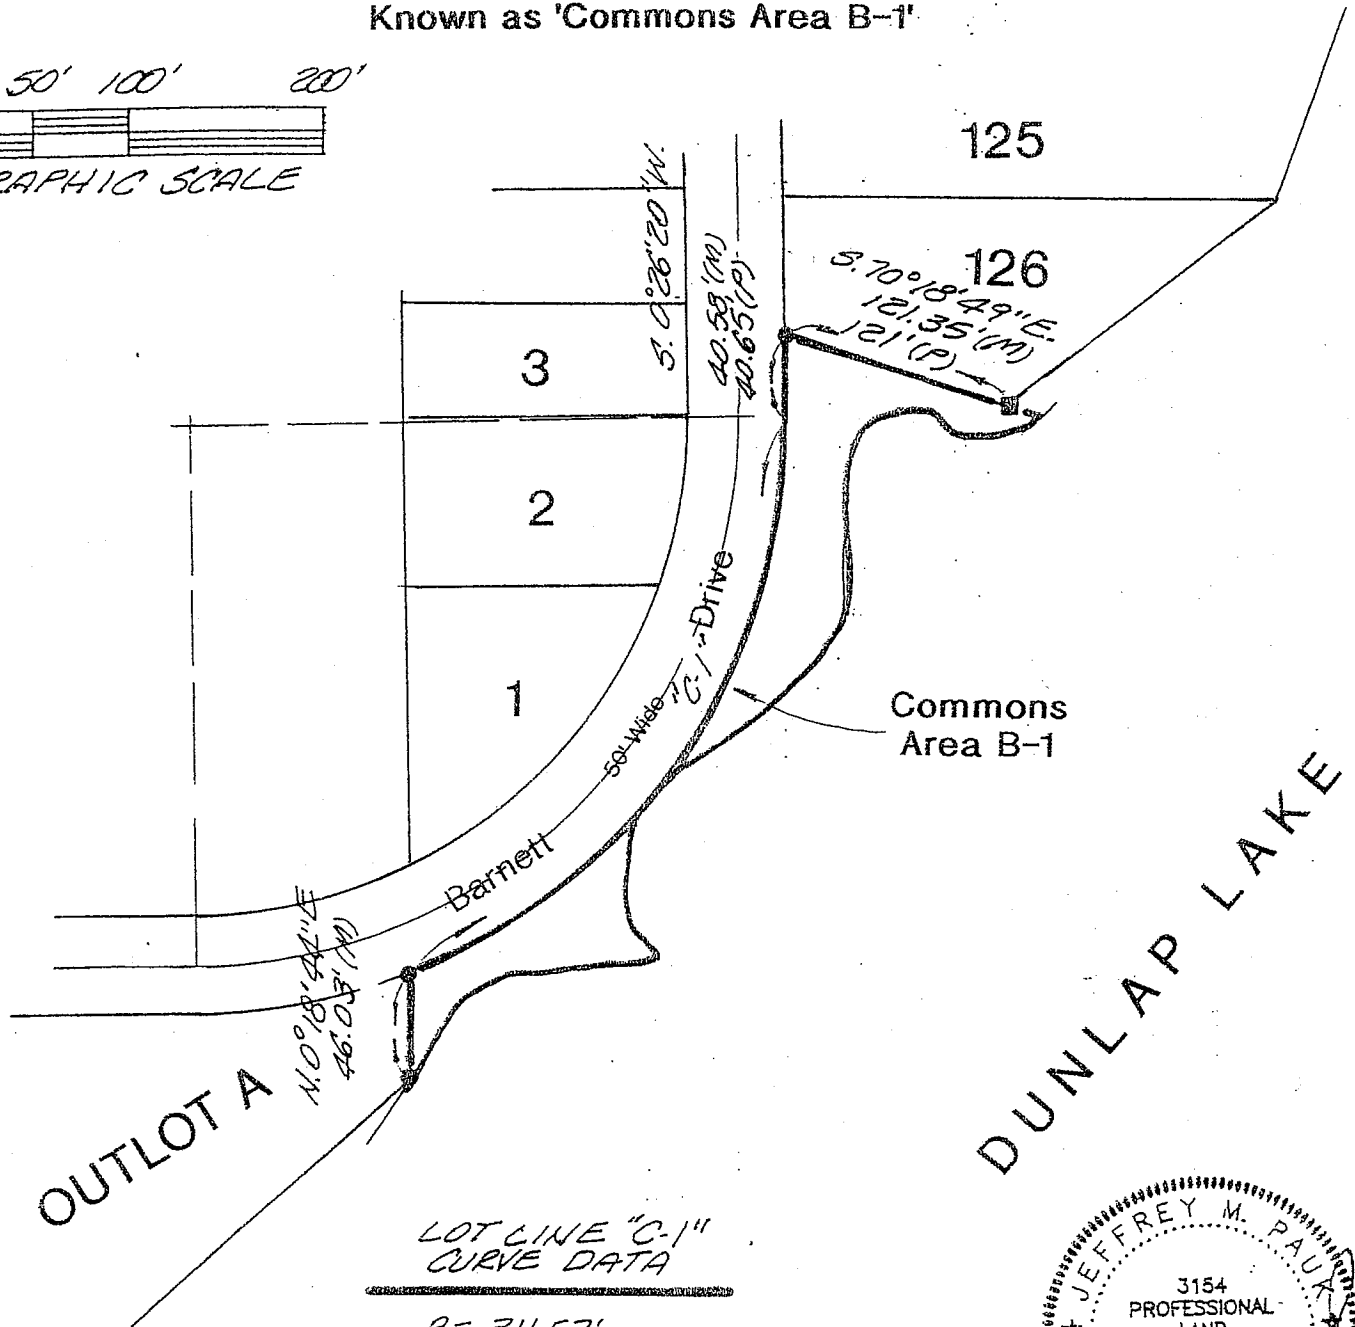 Known as 'Commons Area B-1'
50' 100' 200'
GRAPHIC SCALE
125
126
S. 70°18'49"E.
121.35'(M)
121'(P)
S. 0°26'20"W.
40.58'(M)
40.65(P)
3
2
1
50' Wide
Barnett "C-1" Drive
Commons
Area B-1
N. 0°18'44"E
46.03'(M)
OUTLOT A
DUNLAP LAKE
LOT LINE "C-1"
CURVE DATA
JEFFREY M. PAUK
3154
PROFESSIONAL
LAND